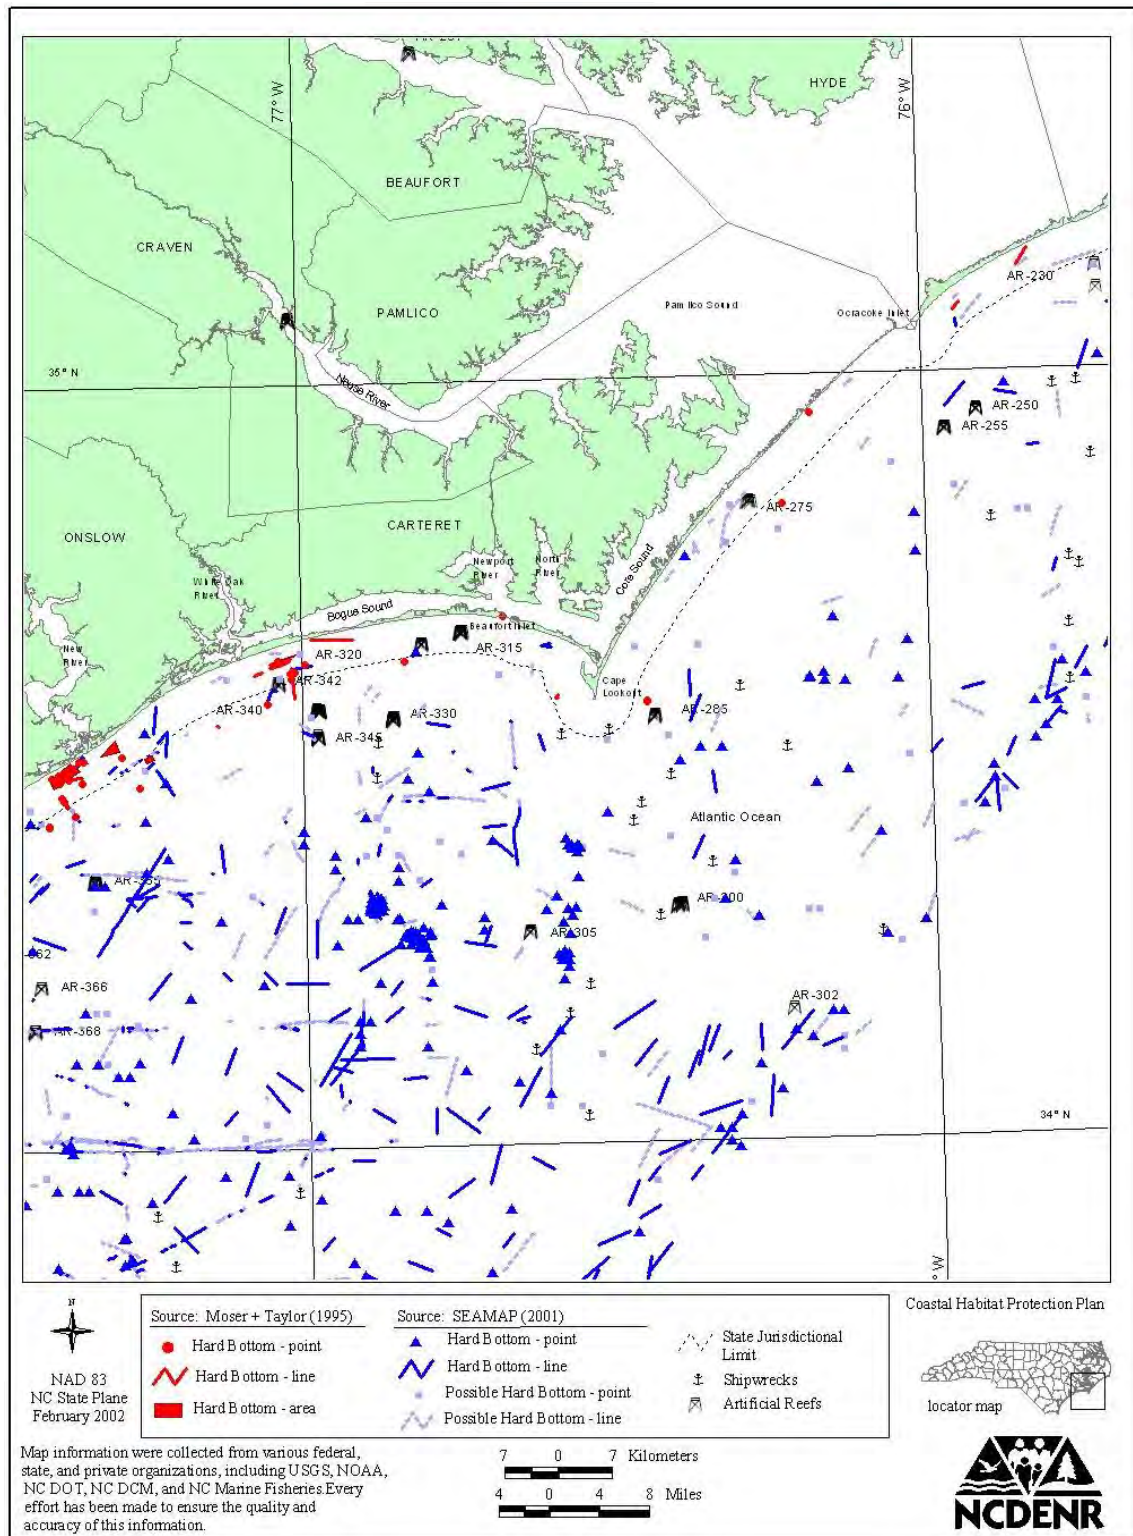 HYDE
77° W
76° W
BEAUFORT
CRAVEN
AR-230
Pamlico Sound
Ocracoke Inlet
PAMLICO
35° N
Neuse River
AR-250
AR-255
AR-275
CARTERET
ONSLOW
Newport
River
North
River
Core Sound
White Oak
River
Bogue Sound
Beaufort Inlet
AR-315
New
River
AR-320
AR-342
Cape
Lookout
AR-340
AR-330
AR-285
AR-345
Atlantic Ocean
AR-305
AR-366
AR-302
AR-368
34° N
° W
N
NAD 83
NC State Plane
February 2002
Source: Moser + Taylor (1995)
Hard Bottom - point
Hard Bottom - line
Hard Bottom - area
Source: SEAMAP (2001)
Hard Bottom - point
Hard Bottom - line
Possible Hard Bottom - point
Possible Hard Bottom - line
State Jurisdictional
Limit
Shipwrecks
Artificial Reefs
Coastal Habitat Protection Plan
locator map
Map information were collected from various federal,
state, and private organizations, including USGS, NOAA,
NC DOT, NC DCM, and NC Marine Fisheries. Every
effort has been made to ensure the quality and
accuracy of this information.
7 0 7 Kilometers
4 0 4 8 Miles
NCDENR